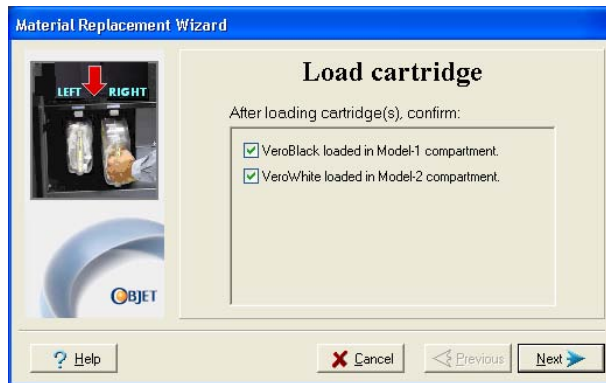 Material Replacement Wizard
LEFT RIGHT
Load cartridge
After loading cartridge(s), confirm:
VeroBlack loaded in Model-1 compartment.
VeroWhite loaded in Model-2 compartment.
OBJET
? Help
Cancel
Previous
Next